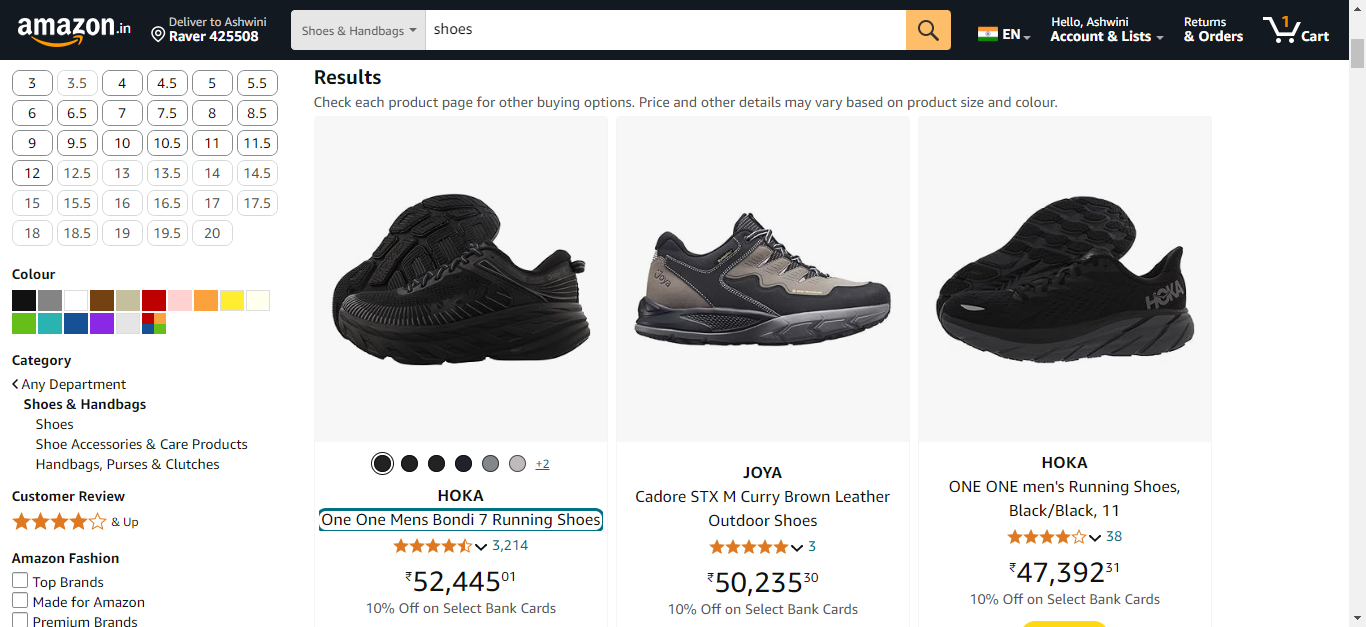 amazon.in
Deliver to Ashwini
Raver 425508
Shoes & Handbags
shoes
EN
Hello, Ashwini
Account & Lists
Returns
& Orders
1
Cart
3 3.5 4 4.5 5 5.5
6 6.5 7 7.5 8 8.5
9 9.5 10 10.5 11 11.5
12 12.5 13 13.5 14 14.5
15 15.5 16 16.5 17 17.5
18 18.5 19 19.5 20
Colour
Category
Any Department
Shoes & Handbags
Shoes
Shoe Accessories & Care Products
Handbags, Purses & Clutches
Customer Review
& Up
Amazon Fashion
Top Brands
Made for Amazon
Premium Brands
Results
Check each product page for other buying options. Price and other details may vary based on product size and colour.
+2
HOKA
One One Mens Bondi 7 Running Shoes
3,214
₹52,44501
10% Off on Select Bank Cards
Joya
JOYA
Cadore STX M Curry Brown Leather
Outdoor Shoes
3
₹50,23530
10% Off on Select Bank Cards
HOKA
HOKA
ONE ONE men's Running Shoes,
Black/Black, 11
38
₹47,39231
10% Off on Select Bank Cards